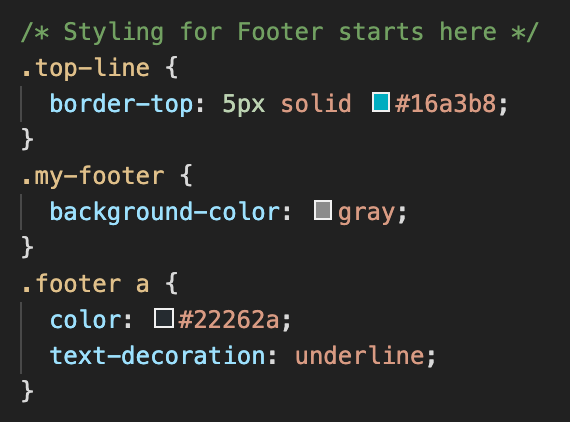 /* Styling for Footer starts here */
.top-line {
  border-top: 5px solid #16a3b8;
}
.my-footer {
  background-color: gray;
}
.footer a {
  color: #22262a;
  text-decoration: underline;
}